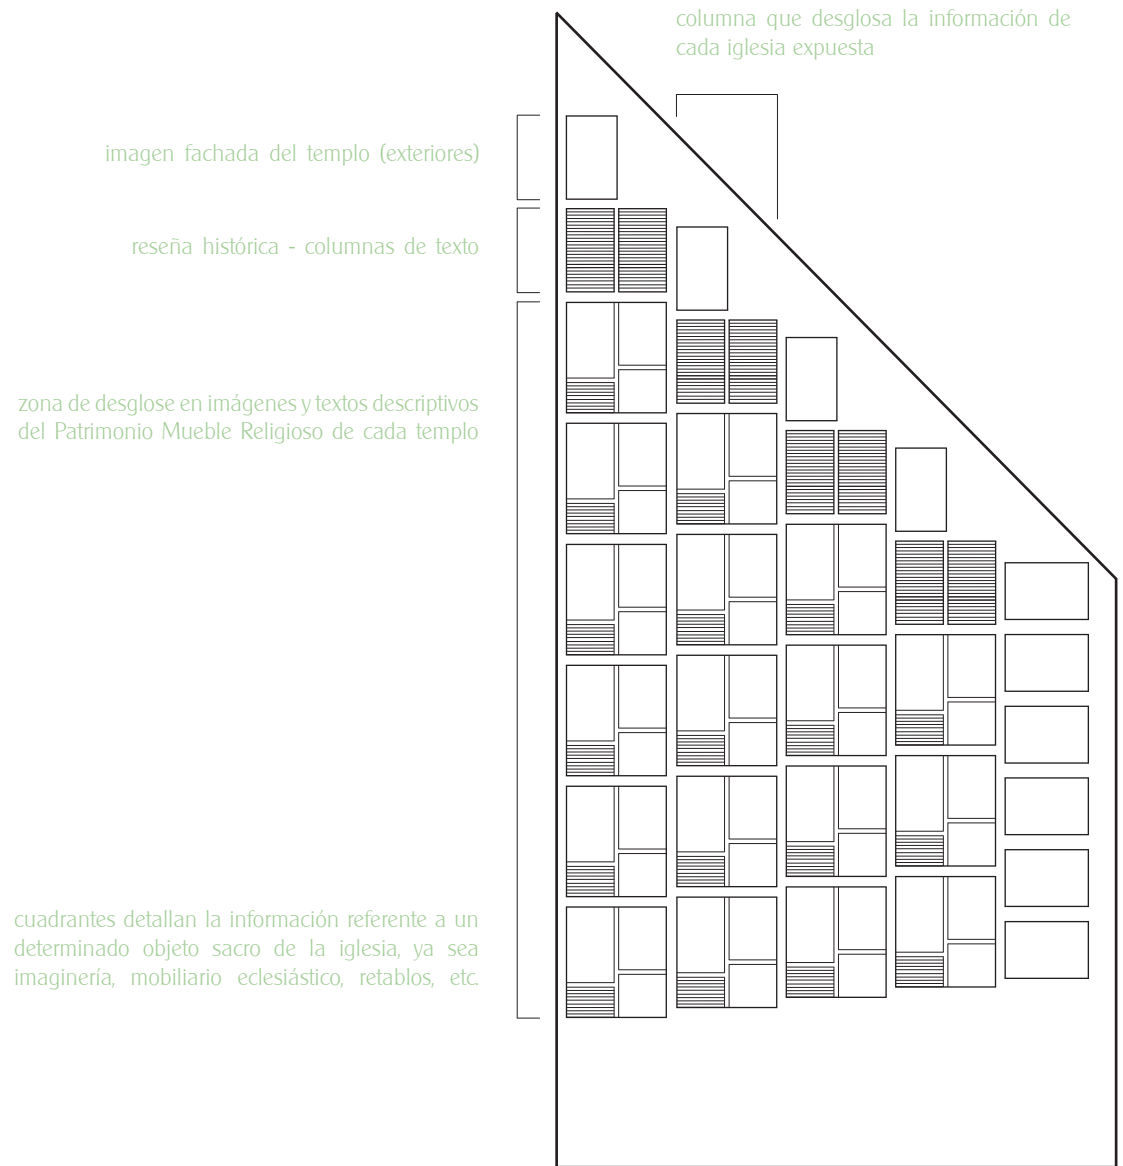 columna que desglosa la información de
cada iglesia expuesta
imagen fachada del templo (exteriores)
reseña histórica - columnas de texto
zona de desglose en imágenes y textos descriptivos
del Patrimonio Mueble Religioso de cada templo
cuadrantes detallan la información referente a un
determinado objeto sacro de la iglesia, ya sea
imaginería, mobiliario eclesiástico, retablos, etc.